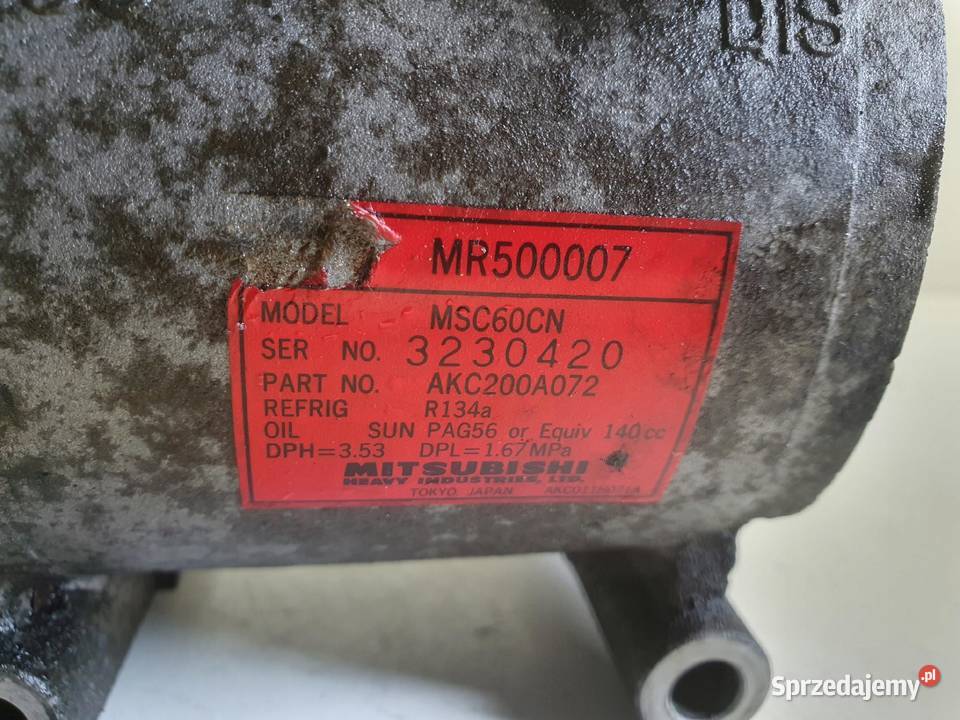 DIS
MR500007
MODEL MSC60CN
SER NO. 3230420
PART NO. AKC200A072
REFRIG R134a
OIL SUN PAG56 or Equiv 140cc
DPH=3.53 DPL=1.67MPa
MITSUBISHI
HEAVY INDUSTRIES, LTD.
TOKYO JAPAN
Sprzedajemy.pl